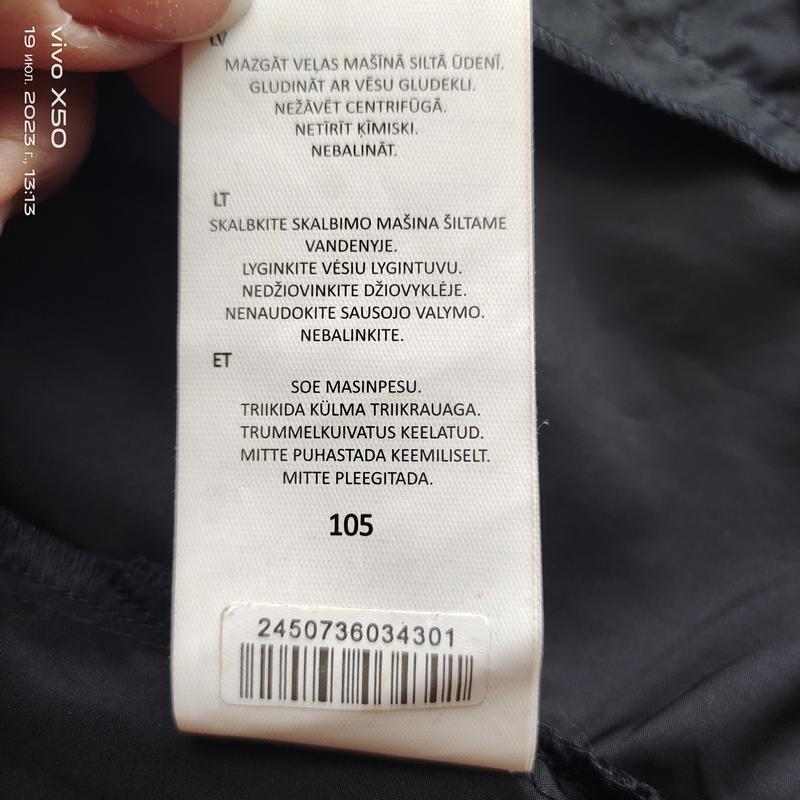 LV
MAZGĀT VEĻAS MAŠĪNĀ SILTĀ ŪDENĪ.
GLUDINĀT AR VĒSU GLUDEKLI.
NEŽĀVĒT CENTRIFŪGĀ.
NETĪRĪT ĶĪMISKI.
NEBALINĀT.
LT
SKALBKITE SKALBIMO MAŠINA ŠILTAME
VANDENYJE.
LYGINKITE VĖSIU LYGINTUVU.
NEDŽIOVINKITE DŽIOVYKLĖJE.
NENAUDOKITE SAUSOJO VALYMO.
NEBALINKITE.
ET
SOE MASINPESU.
TRIIKIDA KÜLMA TRIIKRAUAGA.
TRUMMELKUIVATUS KEELATUD.
MITTE PUHASTADA KEEMILISELT.
MITTE PLEEGITADA.
105
2450736034301
vivo X50
19 июл. 2023 г., 13:13